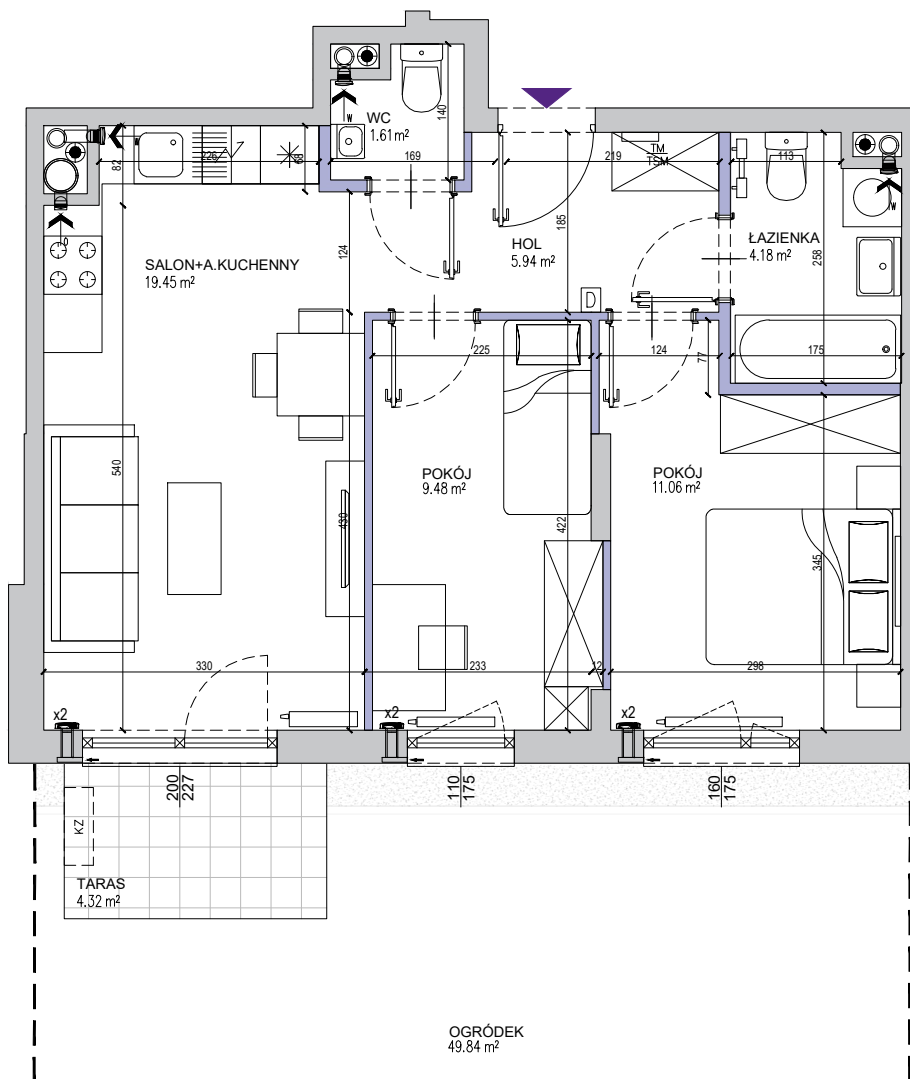 WC
1.61 m²
140
W
169
226
68
82
O
SALON+A.KUCHENNY
19.45 m²
124
540
430
330
TM
TSM
219
185
HOL
5.94 m²
D
113
W
ŁAZIENKA
4.18 m²
258
175
225
124
77
POKÓJ
9.48 m²
422
233
12
POKÓJ
11.06 m²
345
298
x2
x2
x2
200
227
110
175
160
175
KZ
TARAS
4.32 m²
OGRÓDEK
49.84 m²